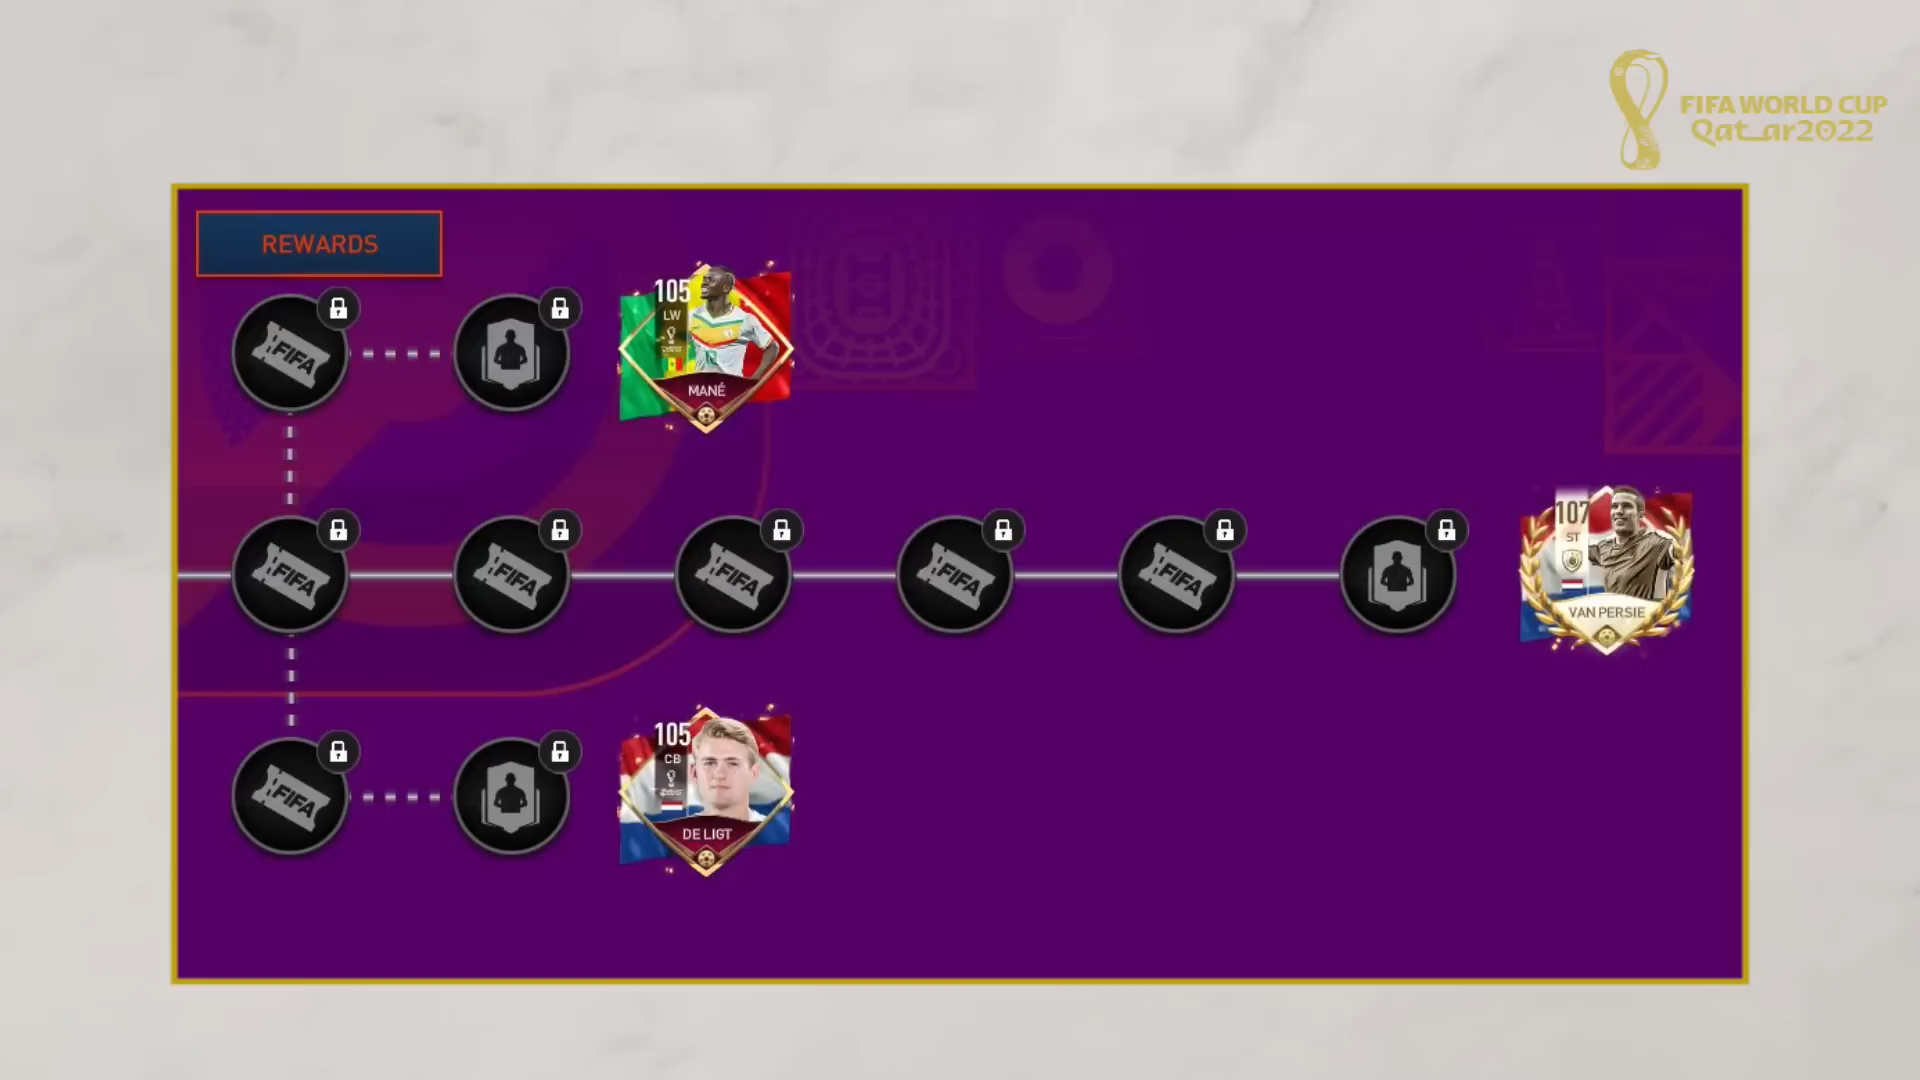 FIFA WORLD CUP
Qatar2022
REWARDS
FIFA
105
LW
MANÉ
FIFA
FIFA
FIFA
FIFA
FIFA
107
ST
VAN PERSIE
FIFA
105
CB
DE LIGT